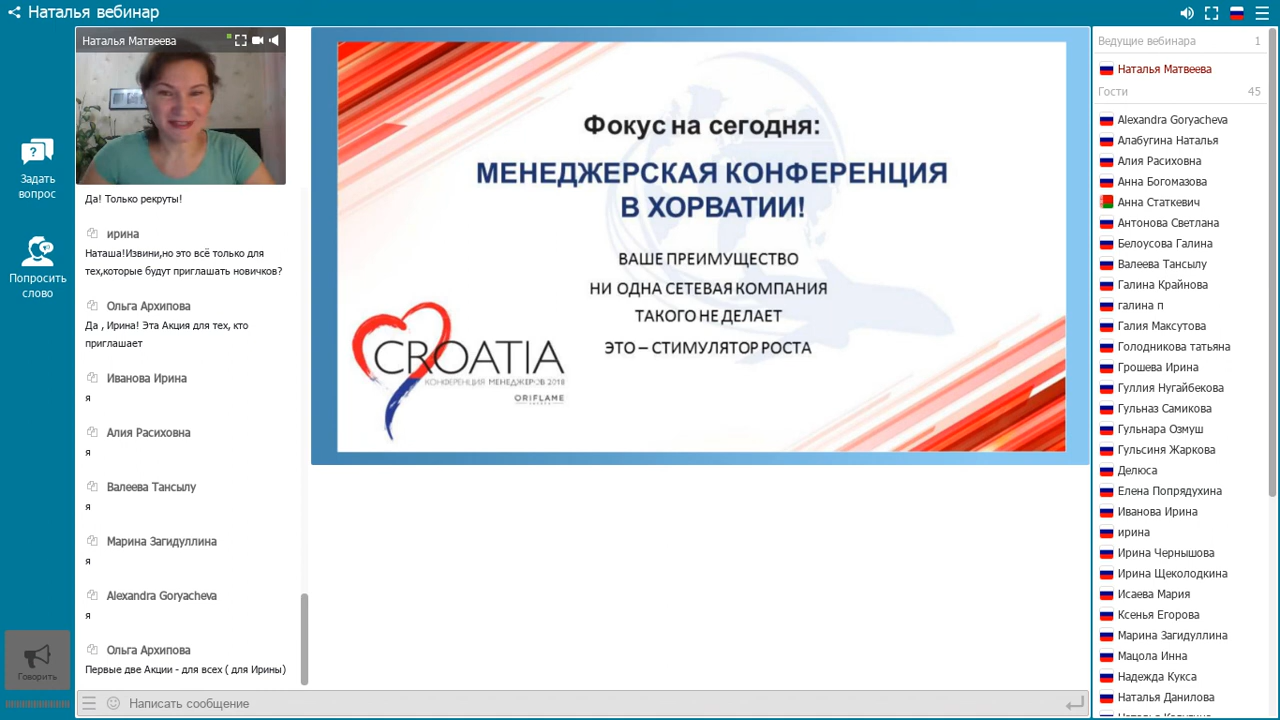 Наталья вебинар
Наталья Матвеева
Задать
вопрос
Попросить
слово
Говорить
Да! Только рекруты!
ирина
Наташа!Извини,но это всё только для
тех,которые будут приглашать новичков?
Ольга Архипова
Да , Ирина! Эта Акция для тех, кто
приглашает
Иванова Ирина
я
Алия Расиховна
я
Валеева Тансылу
я
Марина Загидуллина
я
Alexandra Goryacheva
я
Ольга Архипова
Первые две Акции - для всех ( для Ирины)
Написать сообщение
Фокус на сегодня:
МЕНЕДЖЕРСКАЯ КОНФЕРЕНЦИЯ
В ХОРВАТИИ!
ВАШЕ ПРЕИМУЩЕСТВО
НИ ОДНА СЕТЕВАЯ КОМПАНИЯ
ТАКОГО НЕ ДЕЛАЕТ
ЭТО – СТИМУЛЯТОР РОСТА
CROATIA
КОНФЕРЕНЦИЯ МЕНЕДЖЕРОВ 2018
ORIFLAME
Ведущие вебинара 1
Наталья Матвеева
Гости 45
Alexandra Goryacheva
Алабугина Наталья
Алия Расиховна
Анна Богомазова
Анна Статкевич
Антонова Светлана
Белоусова Галина
Валеева Тансылу
Галина Крайнова
галина п
Галия Максутова
Голодникова татьяна
Грошева Ирина
Гуллия Нугайбекова
Гульназ Самикова
Гульнара Озмуш
Гульсиня Жаркова
Делюса
Елена Попрядухина
Иванова Ирина
ирина
Ирина Чернышова
Ирина Щеколодкина
Исаева Мария
Ксенья Егорова
Марина Загидуллина
Мацола Инна
Надежда Кукса
Наталья Данилова